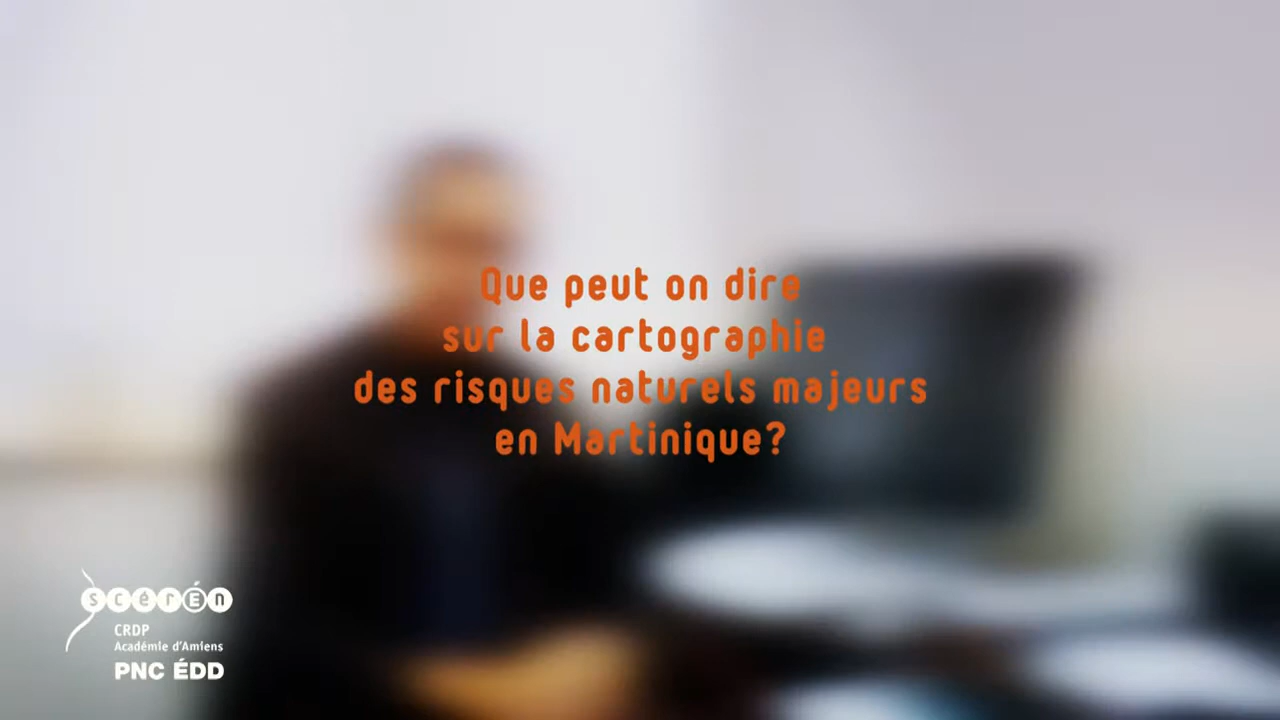 Que peut on dire
sur la cartographie
des risques naturels majeurs
en Martinique?
scérÉn
CRDP
Académie d'Amiens
PNC ÉDD